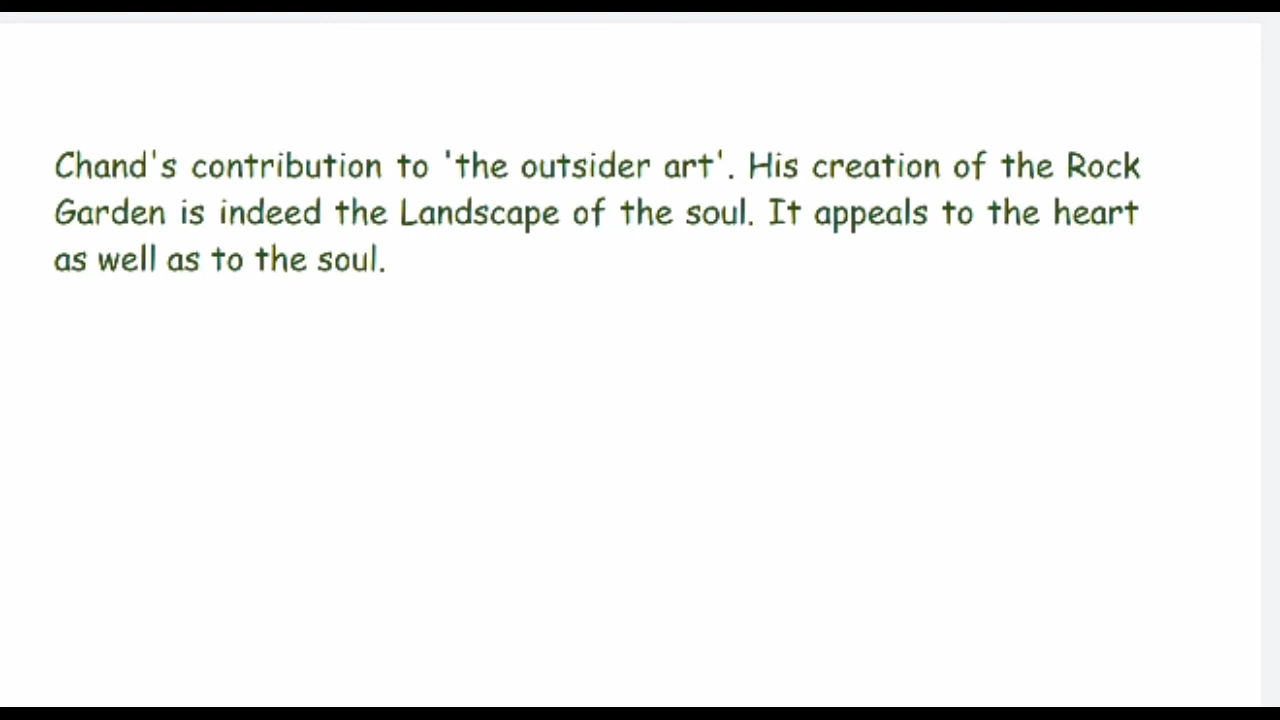 Chand's contribution to 'the outsider art'. His creation of the Rock
Garden is indeed the Landscape of the soul. It appeals to the heart
as well as to the soul.